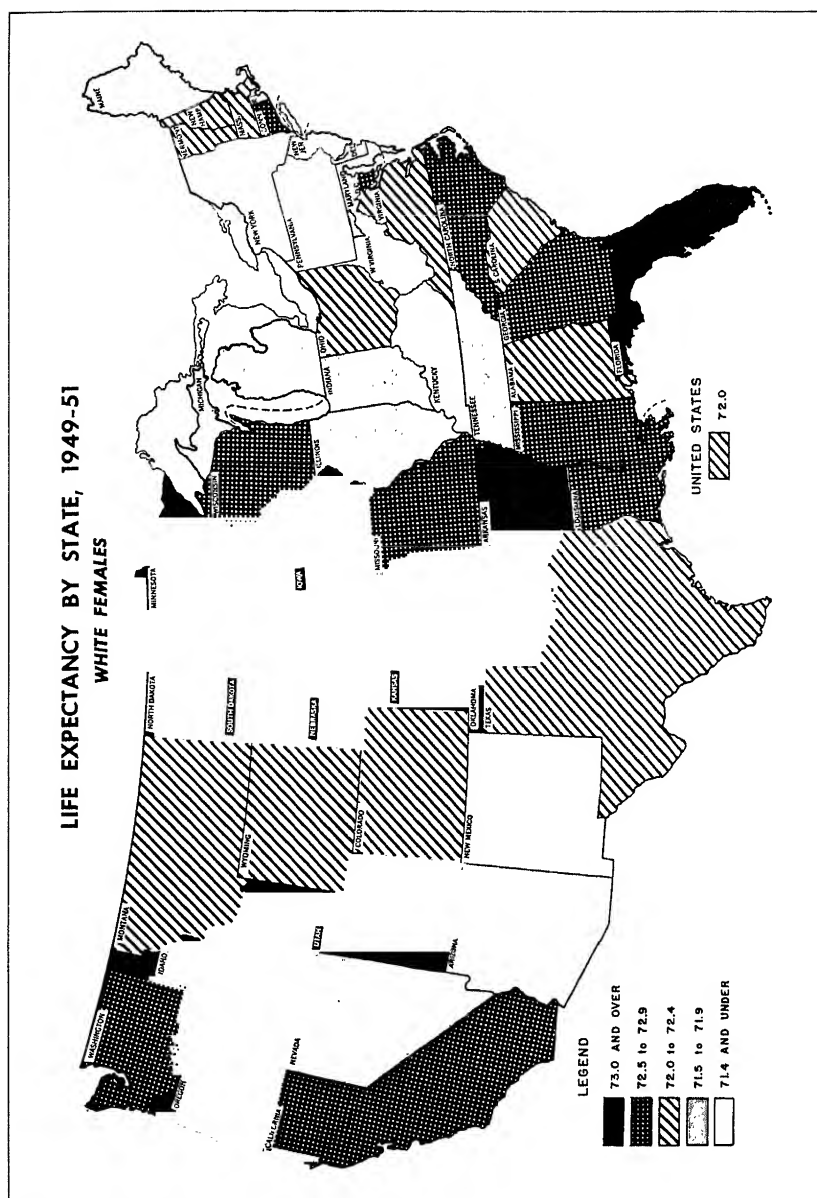 LIFE EXPECTANCY BY STATE, 1949-51
WHITE FEMALES
WASHINGTON
OREGON
CALIFORNIA
NEVADA
IDAHO
MONTANA
UTAH
ARIZONA
WYOMING
COLORADO
NEW MEXICO
NORTH DAKOTA
SOUTH DAKOTA
NEBRASKA
KANSAS
OKLAHOMA
TEXAS
MINNESOTA
IOWA
MISSOURI
ARKANSAS
LOUISIANA
WISCONSIN
ILLINOIS
MICHIGAN
INDIANA
OHIO
KENTUCKY
TENNESSEE
MISSISSIPPI
ALABAMA
GEORGIA
FLORIDA
S CAROLINA
NORTH CAROLINA
VIRGINIA
W VIRGINIA
MARYLAND
D.C.
DEL
PENNSYLVANIA
NEW JER
NEW YORK
CONN
MASS
VERMONT
NEW HAMP
MAINE
LEGEND
73.0 AND OVER
72.5 to 72.9
72.0 to 72.4
71.5 to 71.9
71.4 AND UNDER
UNITED STATES
72.0